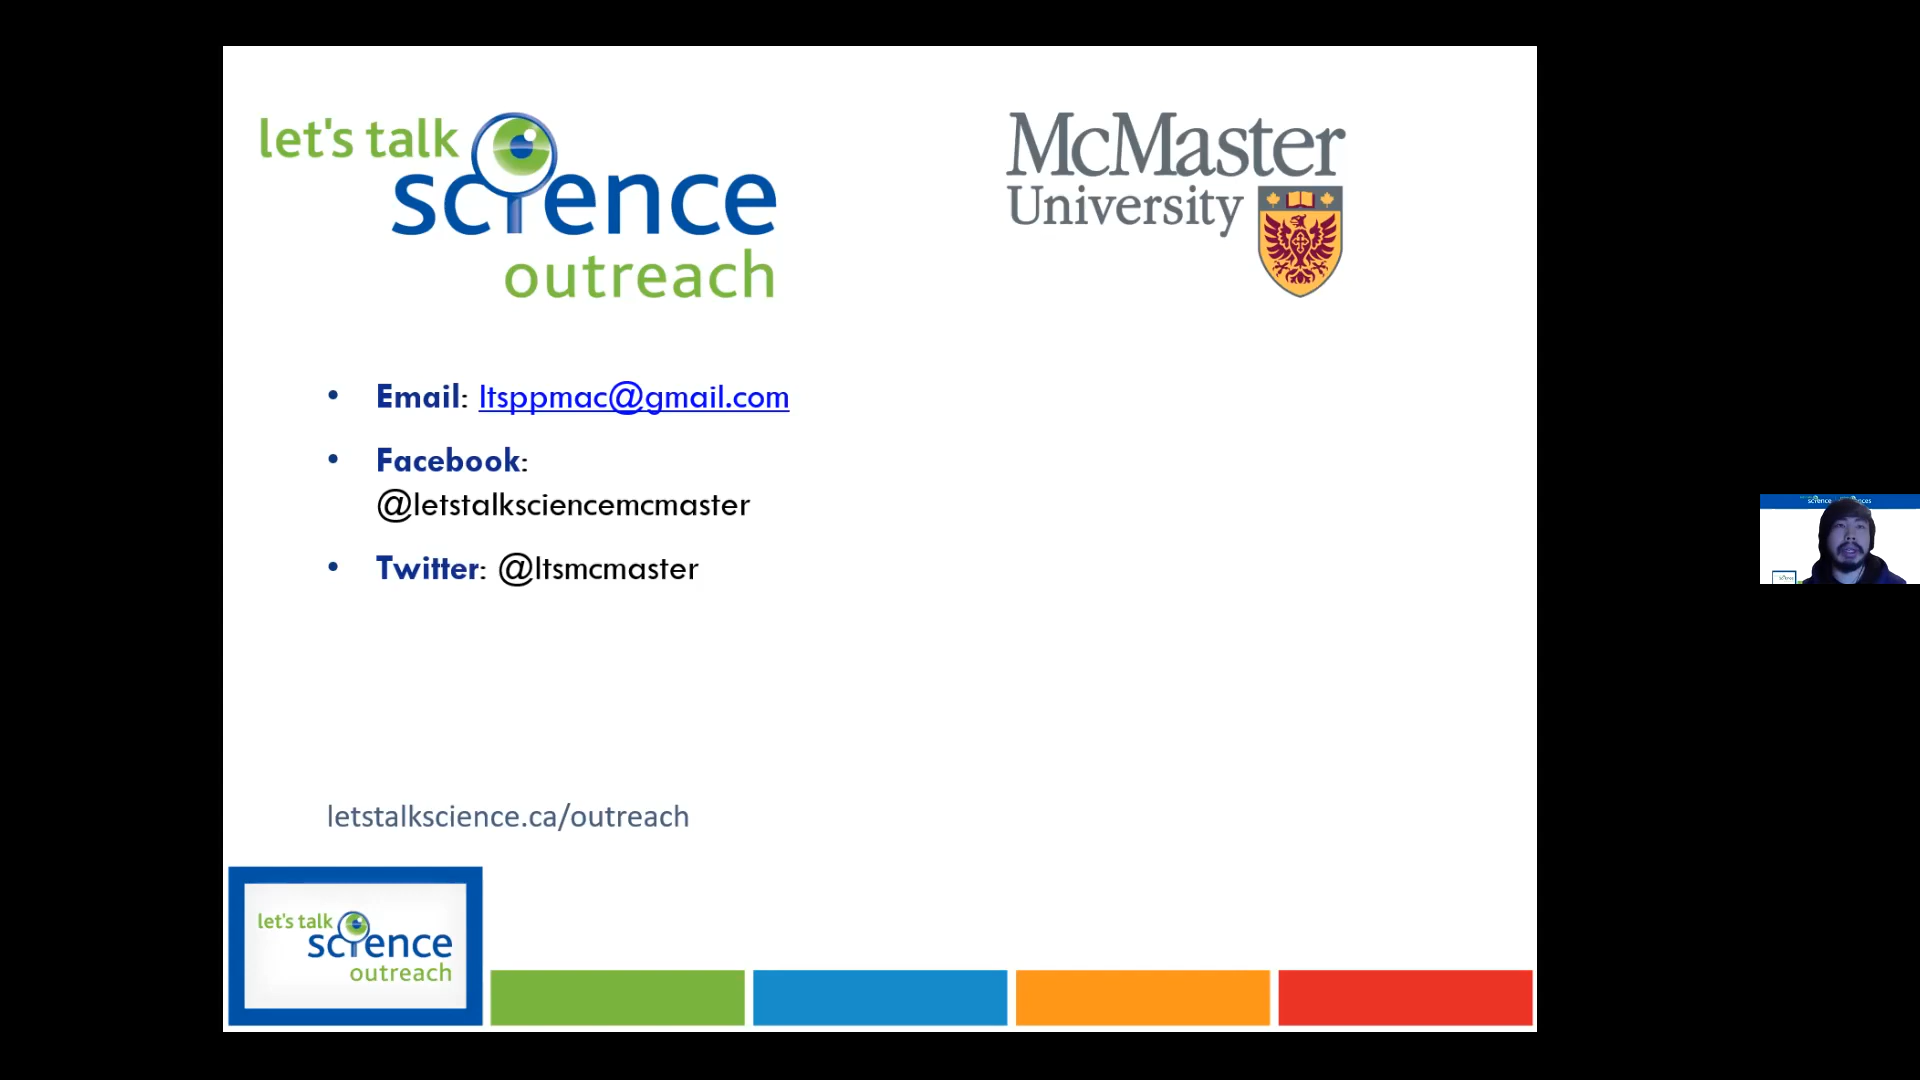 let's talk
science
outreach
McMaster
University
• Email: ltsppmac@gmail.com
• Facebook:
@letstalksciencemcmaster
• Twitter: @ltsmcmaster
letstalkscience.ca/outreach
let's talk
science
outreach
science